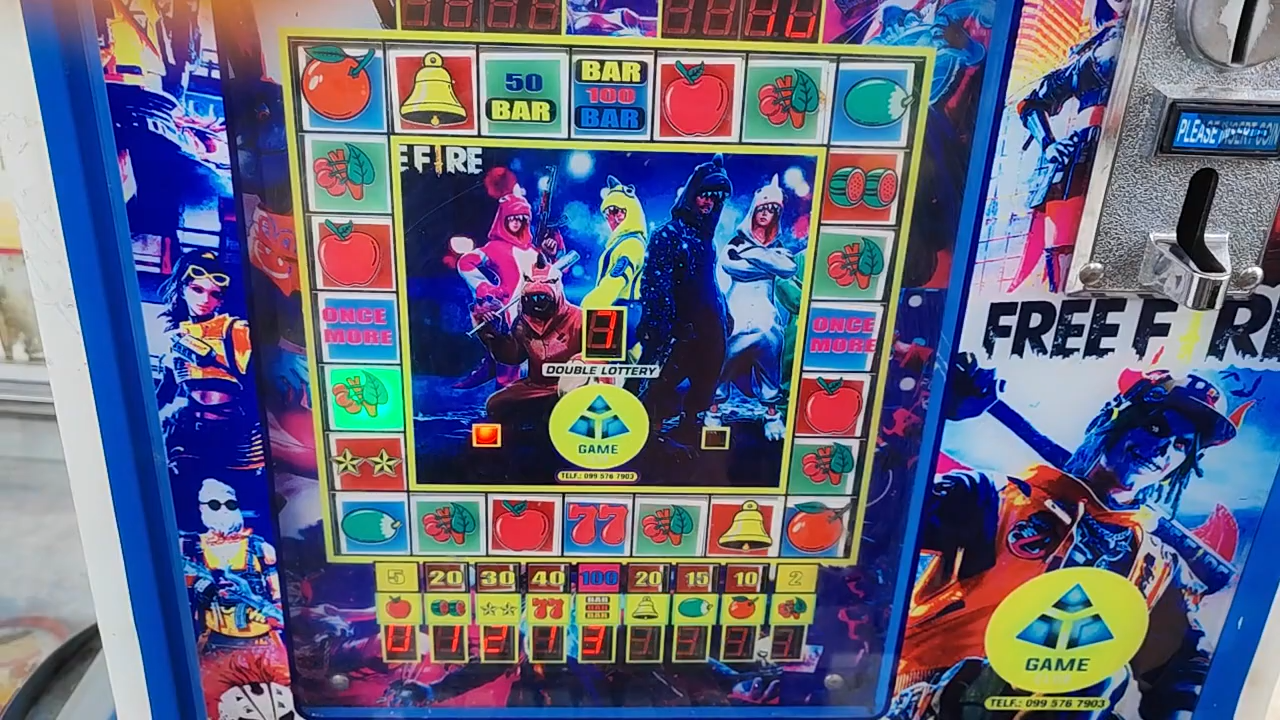 50
BAR
BAR
100
BAR
PLEASE INSERT COIN
E FIRE
FREE FIRE
ONCE
MORE
ONCE
MORE
DOUBLE LOTTERY
GAME
TELF.: 099 576 7903
77
5 20 30 40 100 20 15 10 2
77
BAR
BAR
BAR
GAME
TELF.: 099 576 7903